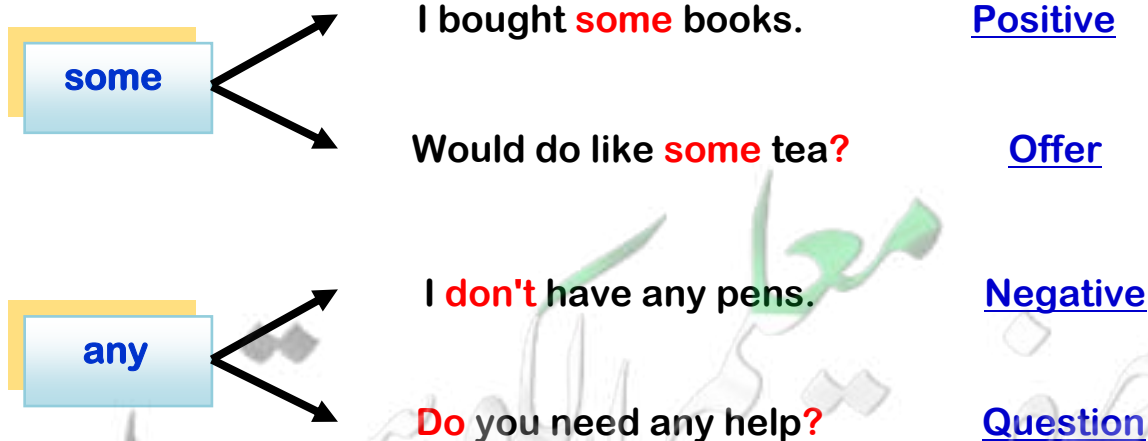 I bought some books. Positive
some
Would do like some tea? Offer
I don't have any pens. Negative
any
Do you need any help? Question